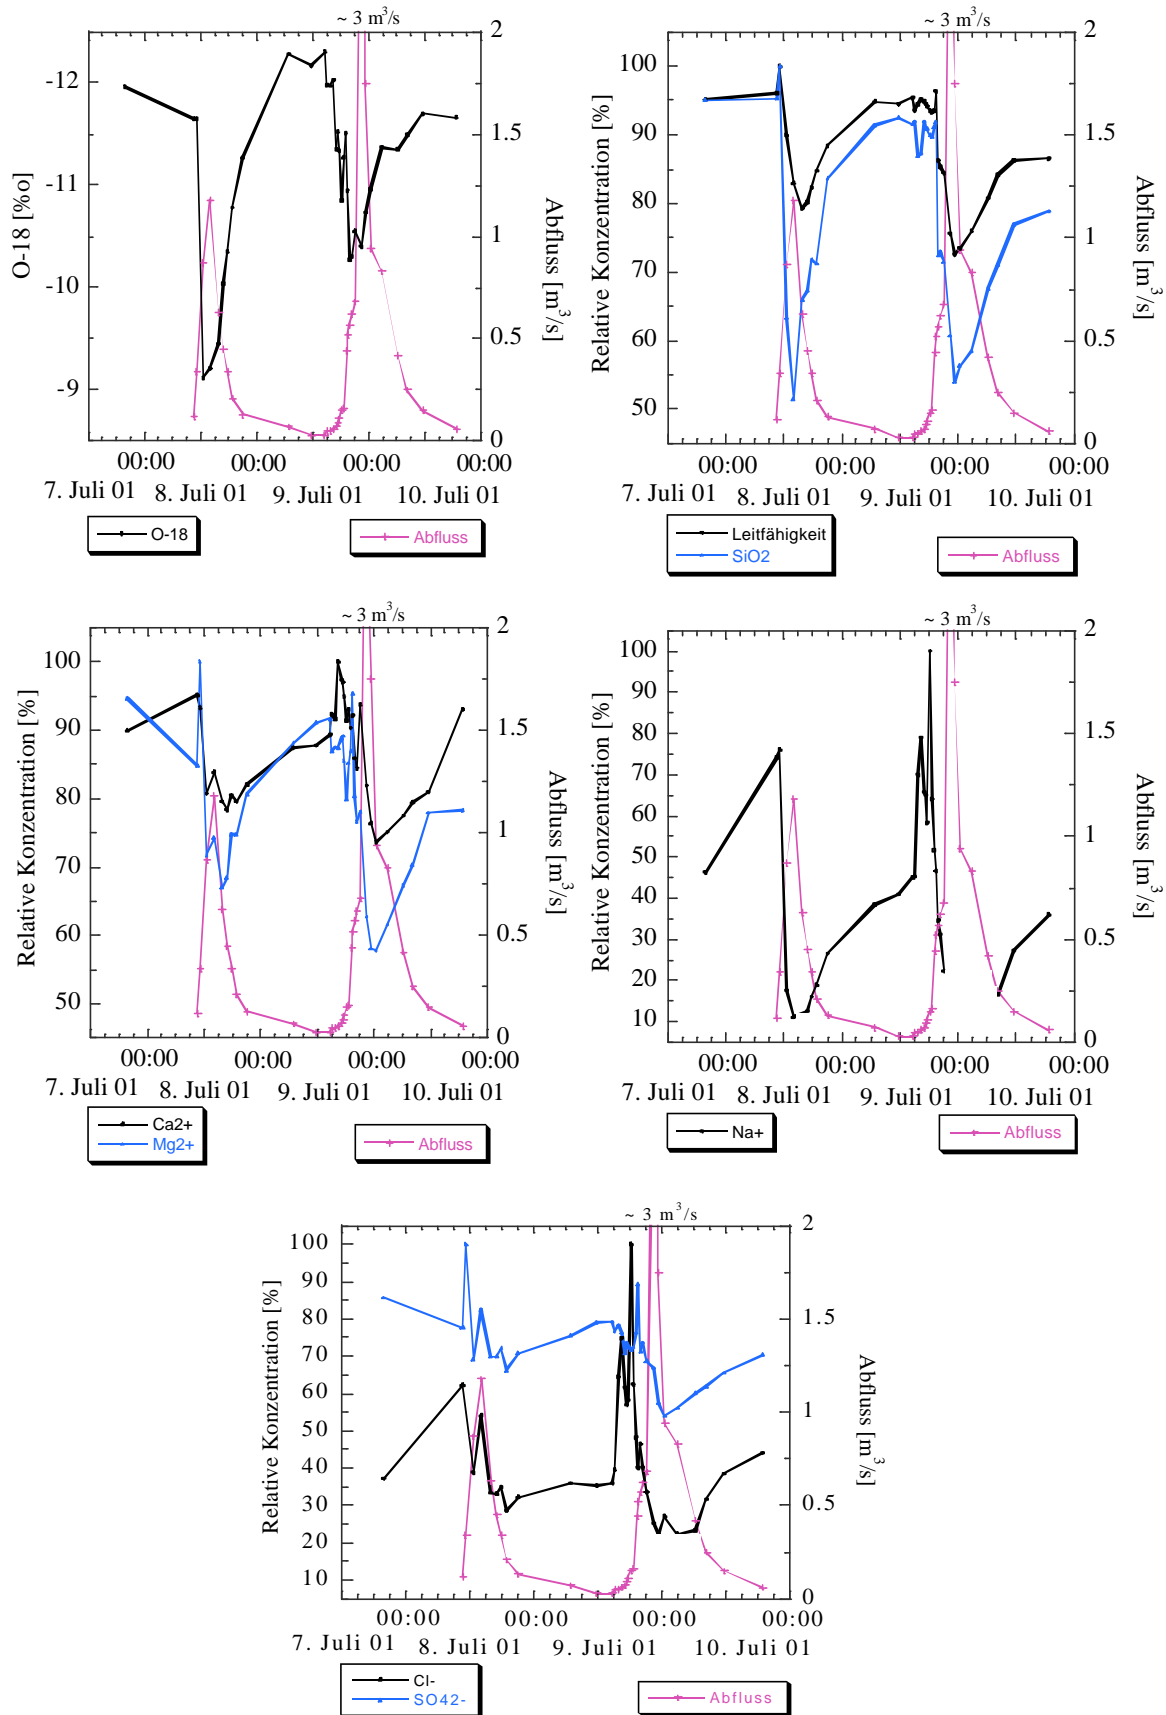 ~ 3 m³/s
O-18 [%o]
-12
-11
-10
-9
2
1.5
1
0.5
0
Abfluss [m³/s]
00:00 00:00 00:00 00:00
7. Juli 01 8. Juli 01 9. Juli 01 10. Juli 01
O-18
Abfluss
~ 3 m³/s
Relative Konzentration [%]
100
90
80
70
60
50
2
1.5
1
0.5
0
Abfluss [m³/s]
00:00 00:00 00:00 00:00
7. Juli 01 8. Juli 01 9. Juli 01 10. Juli 01
Leitfähigkeit
SiO2
Abfluss
~ 3 m³/s
Relative Konzentration [%]
100
90
80
70
60
50
2
1.5
1
0.5
0
Abfluss [m³/s]
00:00 00:00 00:00 00:00
7. Juli 01 8. Juli 01 9. Juli 01 10. Juli 01
Ca2+
Mg2+
Abfluss
~ 3 m³/s
Relative Konzentration [%]
100
90
80
70
60
50
40
30
20
10
2
1.5
1
0.5
0
Abfluss [m³/s]
00:00 00:00 00:00 00:00
7. Juli 01 8. Juli 01 9. Juli 01 10. Juli 01
Na+
Abfluss
~ 3 m³/s
Relative Konzentration [%]
100
90
80
70
60
50
40
30
20
10
2
1.5
1
0.5
0
Abfluss [m³/s]
00:00 00:00 00:00 00:00
7. Juli 01 8. Juli 01 9. Juli 01 10. Juli 01
Cl-
SO42-
Abfluss